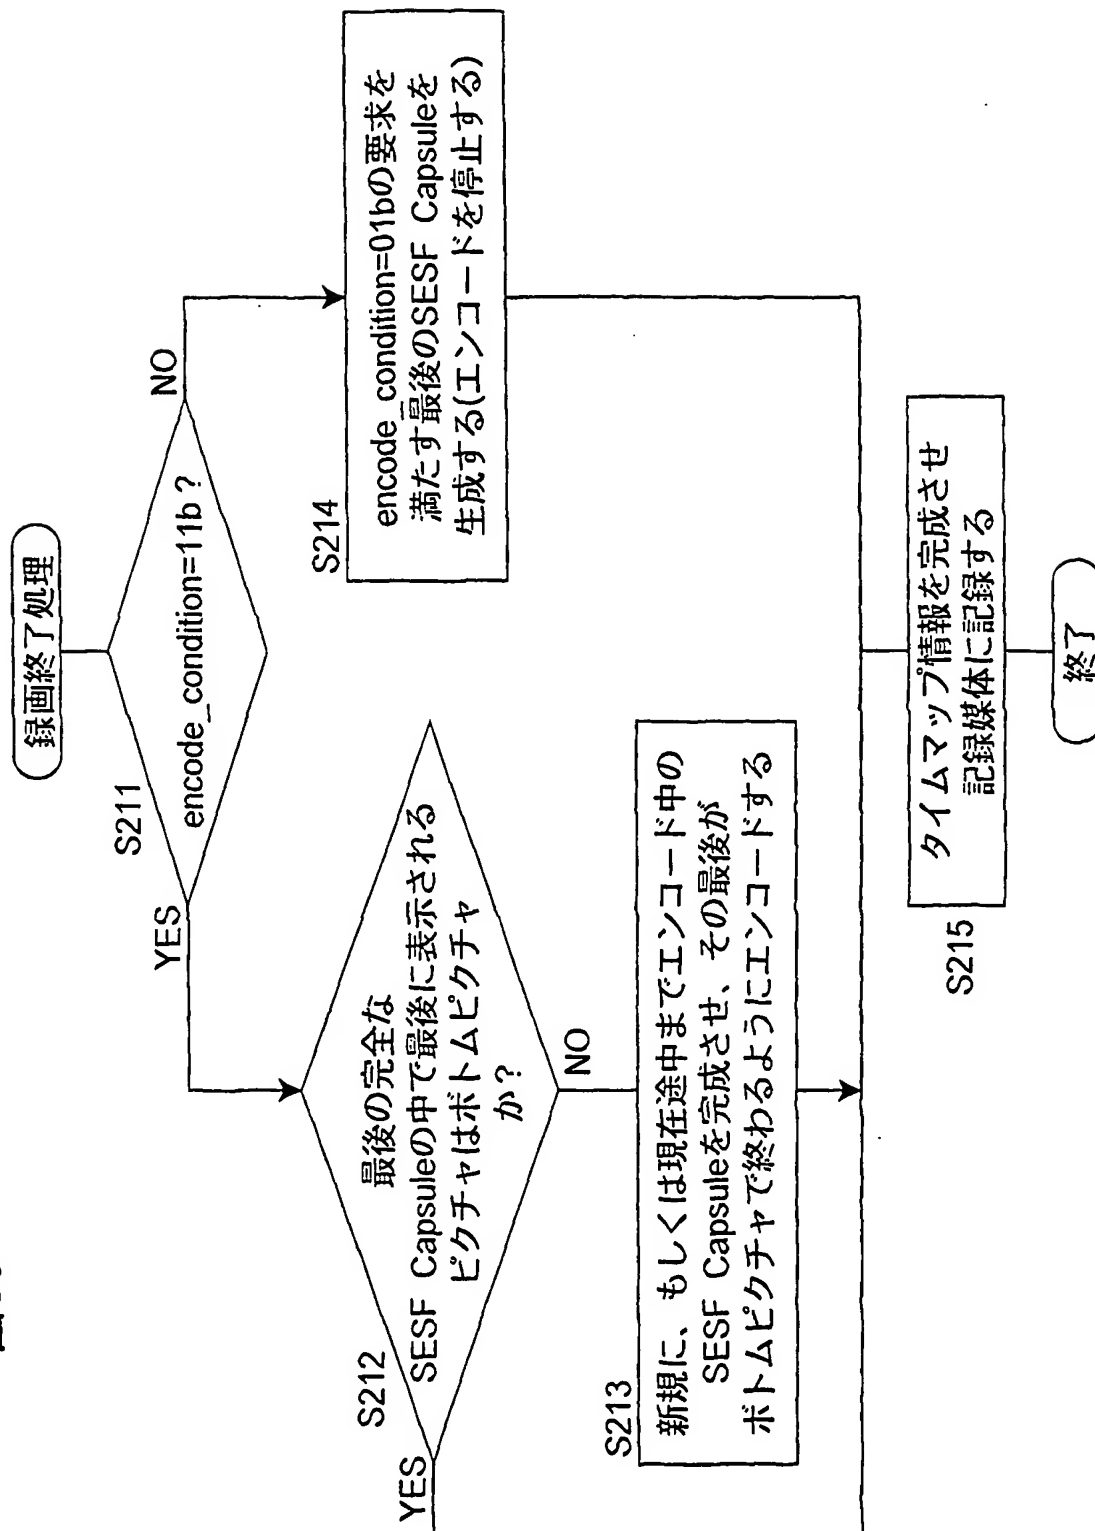 録画終了処理
S211
encode_condition=11b？
YES
NO
S212
最後の完全な
SESF Capsuleの中で最後に表示される
ピクチャはボトムピクチャ
か?
YES
NO
S213
新規に、もしくは現在途中までエンコード中の
SESF Capsuleを完成させ、その最後が
ボトムピクチャで終わるようにエンコードする
S214
encode_condition=01bの要求を
満たす最後のSESF Capsuleを
生成する(エンコードを停止する)
S215
タイムマップ情報を完成させ
記録媒体に記録する
終了